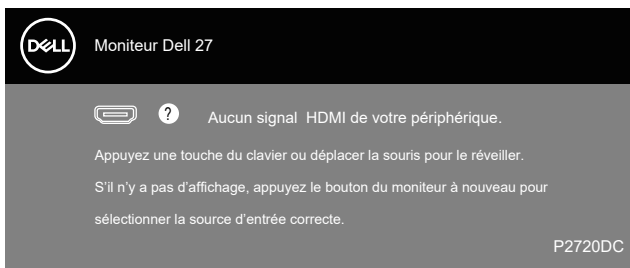 DELL
Moniteur Dell 27
? Aucun signal HDMI de votre périphérique.
Appuyez une touche du clavier ou déplacer la souris pour le réveiller.
S'il n'y a pas d'affichage, appuyez le bouton du moniteur à nouveau pour
sélectionner la source d'entrée correcte.
P2720DC